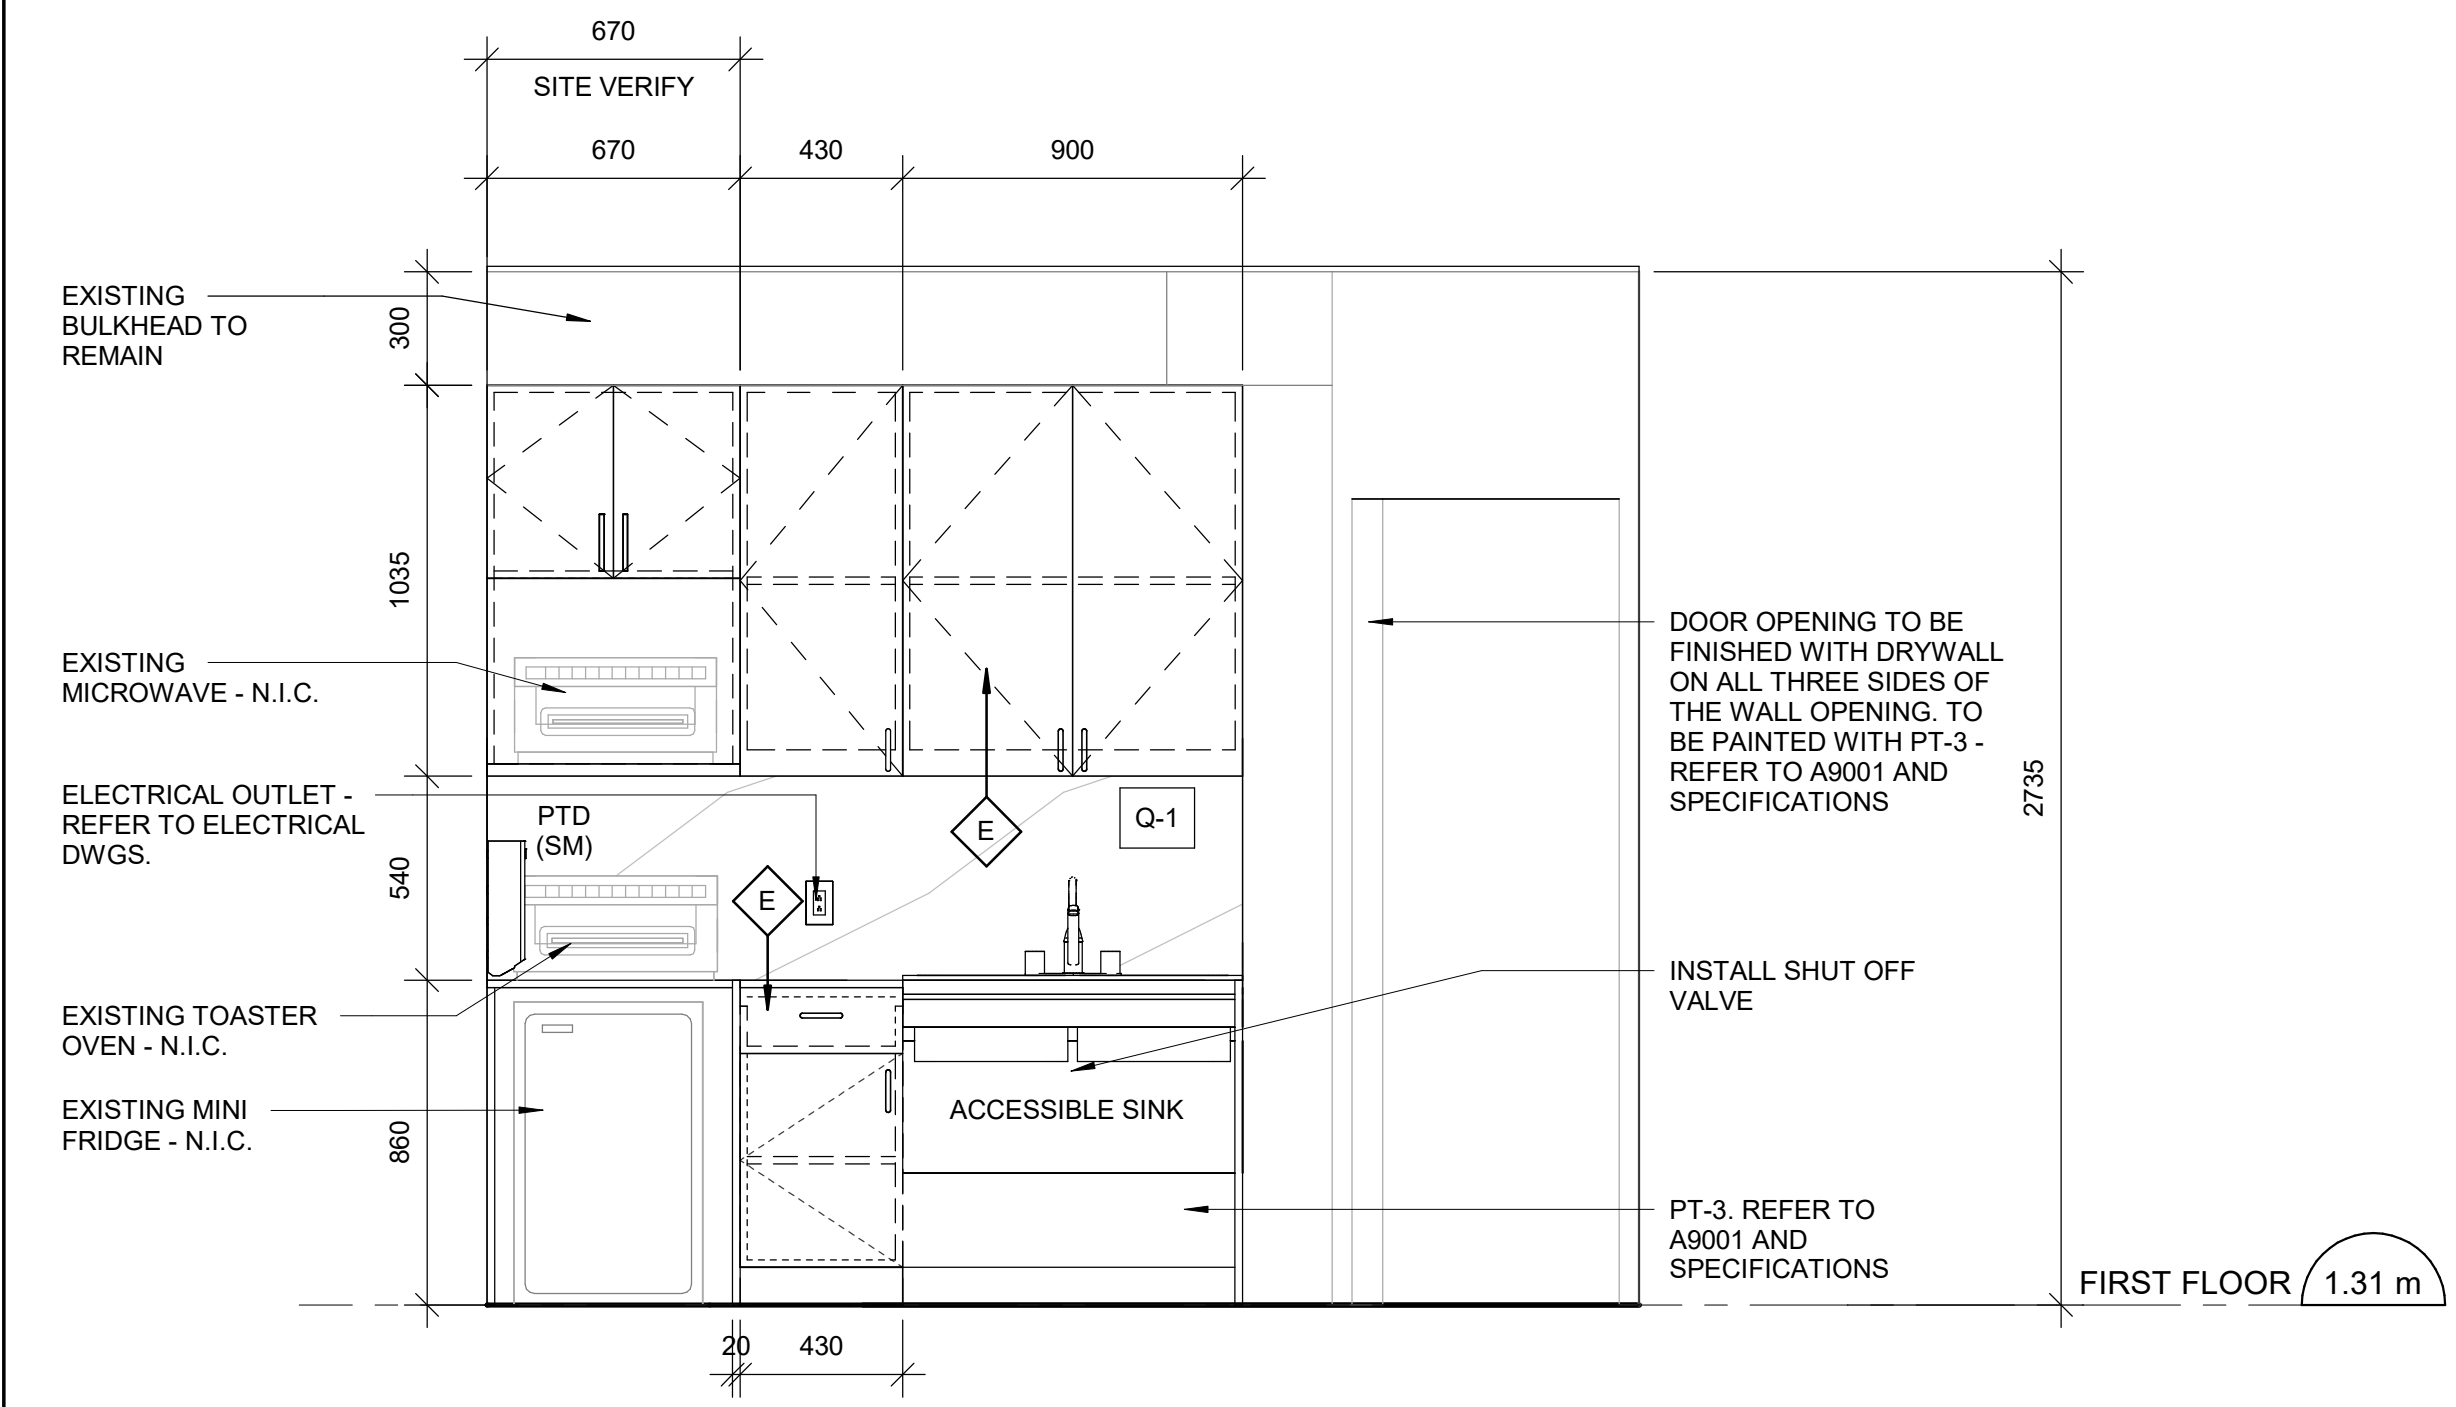 670
SITE VERIFY
670
430
900
EXISTING
BULKHEAD TO
REMAIN
300
1035
EXISTING
MICROWAVE - N.I.C.
DOOR OPENING TO BE
FINISHED WITH DRYWALL
ON ALL THREE SIDES OF
THE WALL OPENING. TO
BE PAINTED WITH PT-3 -
REFER TO A9001 AND
SPECIFICATIONS
2735
ELECTRICAL OUTLET -
REFER TO ELECTRICAL
DWGS.
PTD
(SM)
E
Q-1
540
E
INSTALL SHUT OFF
VALVE
EXISTING TOASTER
OVEN - N.I.C.
EXISTING MINI
FRIDGE - N.I.C.
860
ACCESSIBLE SINK
PT-3. REFER TO
A9001 AND
SPECIFICATIONS
FIRST FLOOR
1.31 m
20
430